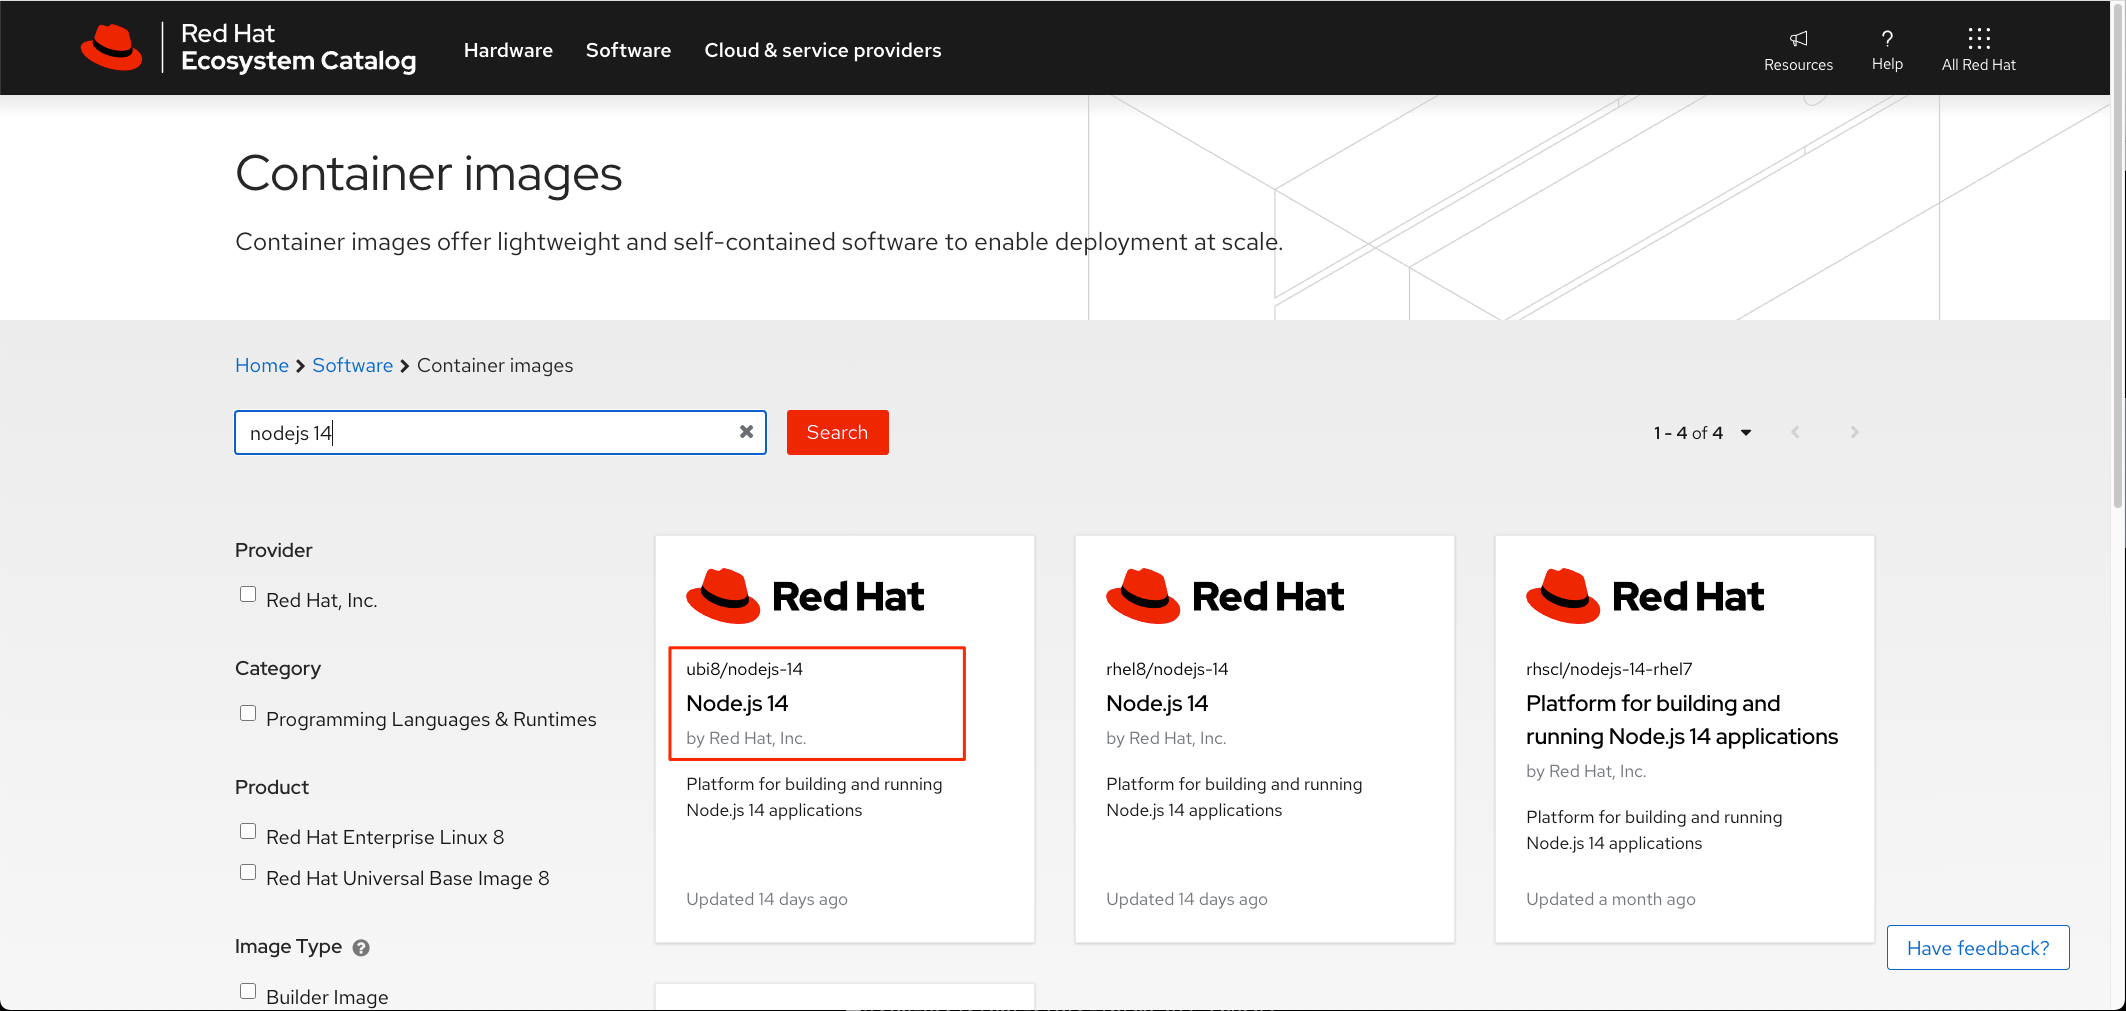 Red Hat
Ecosystem Catalog
Hardware
Software
Cloud & service providers
Resources
Help
All Red Hat
Container images
Container images offer lightweight and self-contained software to enable deployment at scale.
Home > Software > Container images
nodejs 14
Search
1 - 4 of 4
Provider
Red Hat, Inc.
Category
Programming Languages & Runtimes
Product
Red Hat Enterprise Linux 8
Red Hat Universal Base Image 8
Image Type
Builder Image
Red Hat
ubi8/nodejs-14
Node.js 14
by Red Hat, Inc.
Platform for building and running
Node.js 14 applications
Updated 14 days ago
Red Hat
rhel8/nodejs-14
Node.js 14
by Red Hat, Inc.
Platform for building and running
Node.js 14 applications
Updated 14 days ago
Red Hat
rhscl/nodejs-14-rhel7
Platform for building and
running Node.js 14 applications
by Red Hat, Inc.
Platform for building and running
Node.js 14 applications
Updated a month ago
Have feedback?